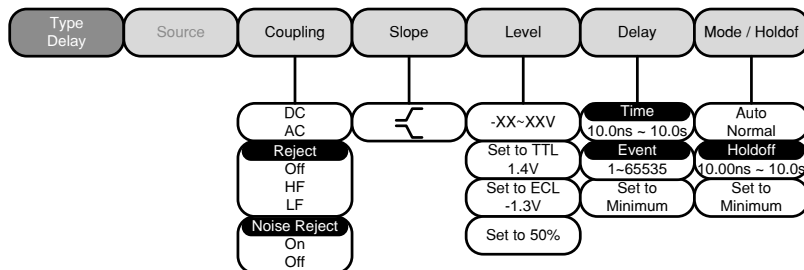 Type
Delay
Source
Coupling
Slope
Level
Delay
Mode / Holdof
DC
AC
Reject
Off
HF
LF
Noise Reject
On
Off
-XX~XXV
Set to TTL
1.4V
Set to ECL
-1.3V
Set to 50%
Time
10.0ns ~ 10.0s
Event
1~65535
Set to
Minimum
Auto
Normal
Holdoff
10.00ns ~ 10.0s
Set to
Minimum